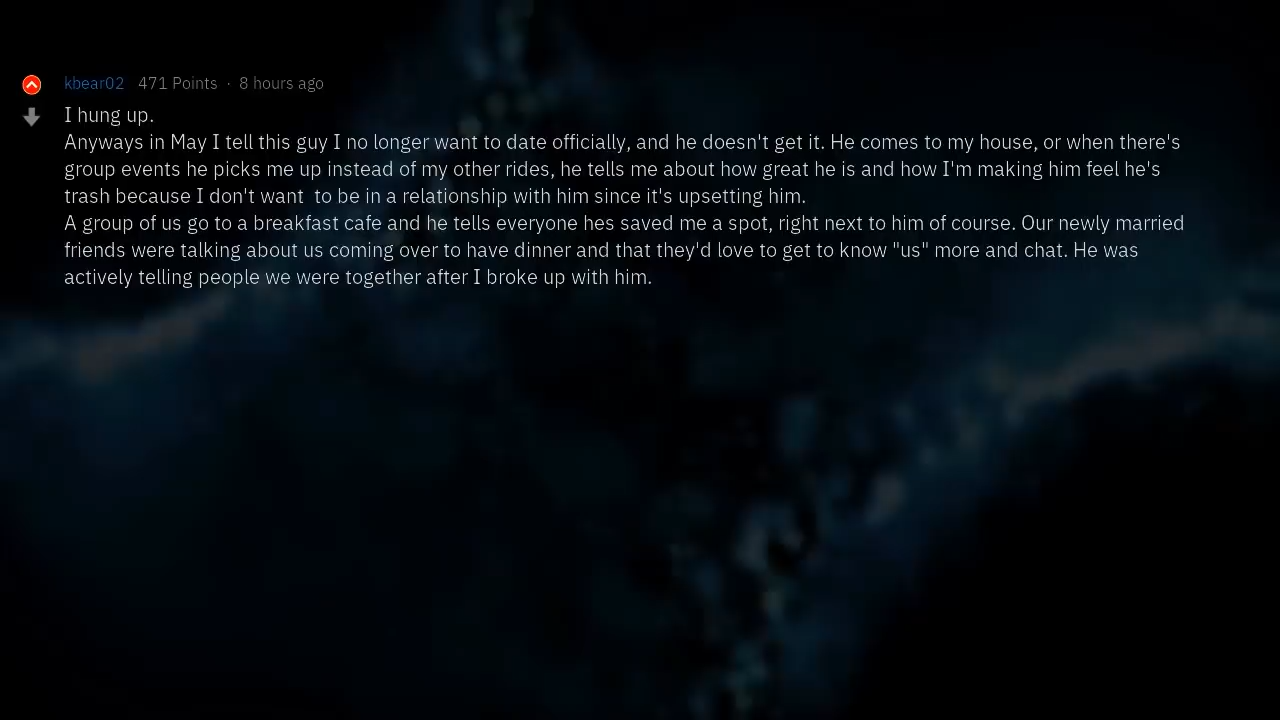 kbear02 471 Points · 8 hours ago
I hung up.
Anyways in May I tell this guy I no longer want to date officially, and he doesn't get it. He comes to my house, or when there's
group events he picks me up instead of my other rides, he tells me about how great he is and how I'm making him feel he's
trash because I don't want  to be in a relationship with him since it's upsetting him.
A group of us go to a breakfast cafe and he tells everyone hes saved me a spot, right next to him of course. Our newly married
friends were talking about us coming over to have dinner and that they'd love to get to know "us" more and chat. He was
actively telling people we were together after I broke up with him.